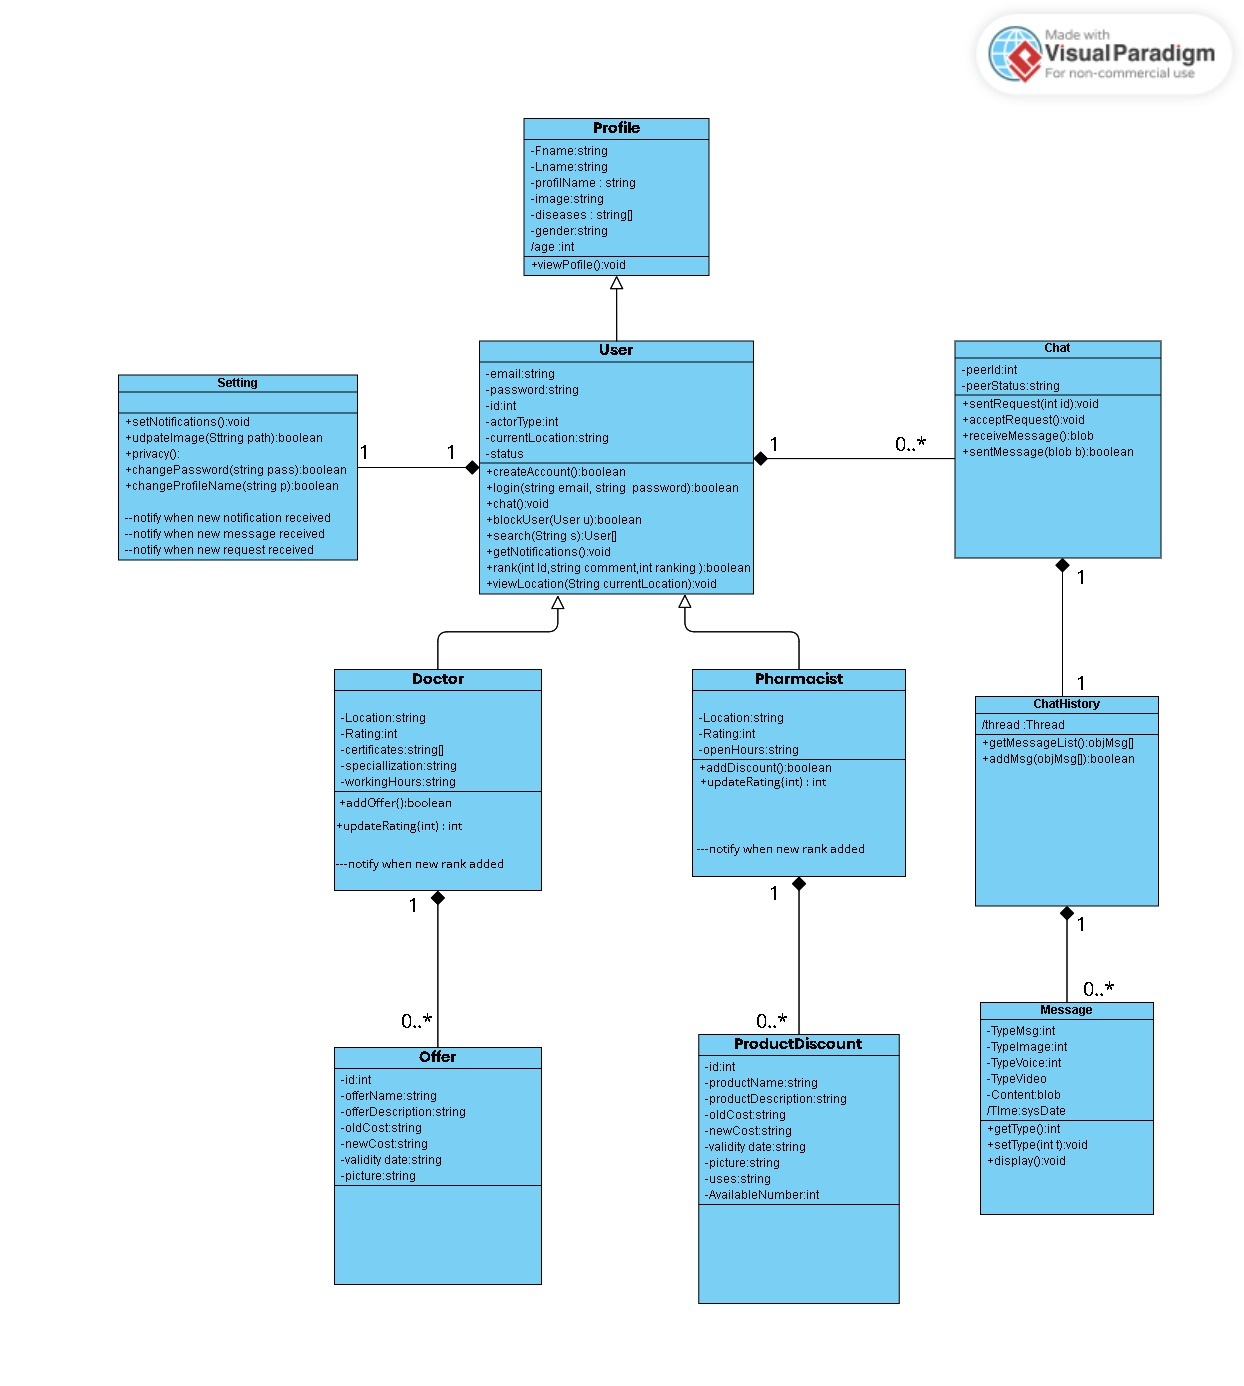 Made with
Visual Paradigm
For non-commercial use
Profile
-Fname:string
-Lname:string
-profilName : string
-image:string
-diseases : string[]
-gender:string
/age :int
+viewPofile():void
User
-email:string
-password:string
-id:int
-actorType:int
-currentLocation:string
-status
+createAccount():boolean
+login(string email, string password):boolean
+chat():void
+blockUser(User u):boolean
+search(String s):User[]
+getNotifications():void
+rank(int Id,string comment,int ranking ):boolean
+viewLocation(String currentLocation):void
Setting
+setNotifications():void
+udpateImage(Sttring path):boolean
+privacy():
+changePassword(string pass):boolean
+changeProfileName(string p):boolean
--notify when new notification received
--notify when new message received
--notify when new request received
1
1
1
0..*
Chat
-peerId:int
-peerStatus:string
+sentRequest(int id):void
+acceptRequest():void
+receiveMessage():blob
+sentMessage(blob b):boolean
1
1
Doctor
-Location:string
-Rating:int
-certificates:string[]
-speciallization:string
-workingHours:string
+addOffer():boolean
+updateRating(int) : int
---notify when new rank added
Pharmacist
-Location:string
-Rating:int
-openHours:string
+addDiscount():boolean
+updateRating(int) : int
---notify when new rank added
ChatHistory
/thread :Thread
+getMessageList():objMsg[]
+addMsg(objMsg[]):boolean
1
0..*
1
0..*
1
0..*
Offer
-id:int
-offerName:string
-offerDescription:string
-oldCost:string
-newCost:string
-validity date:string
-picture:string
ProductDiscount
-id:int
-productName:string
-productDescription:string
-oldCost:string
-newCost:string
-validity date:string
-picture:string
-uses:string
-AvailableNumber:int
Message
-TypeMsg:int
-TypeImage:int
-TypeVoice:int
-TypeVideo
-Content:blob
/TIme:sysDate
+getType():int
+setType(int t):void
+display():void